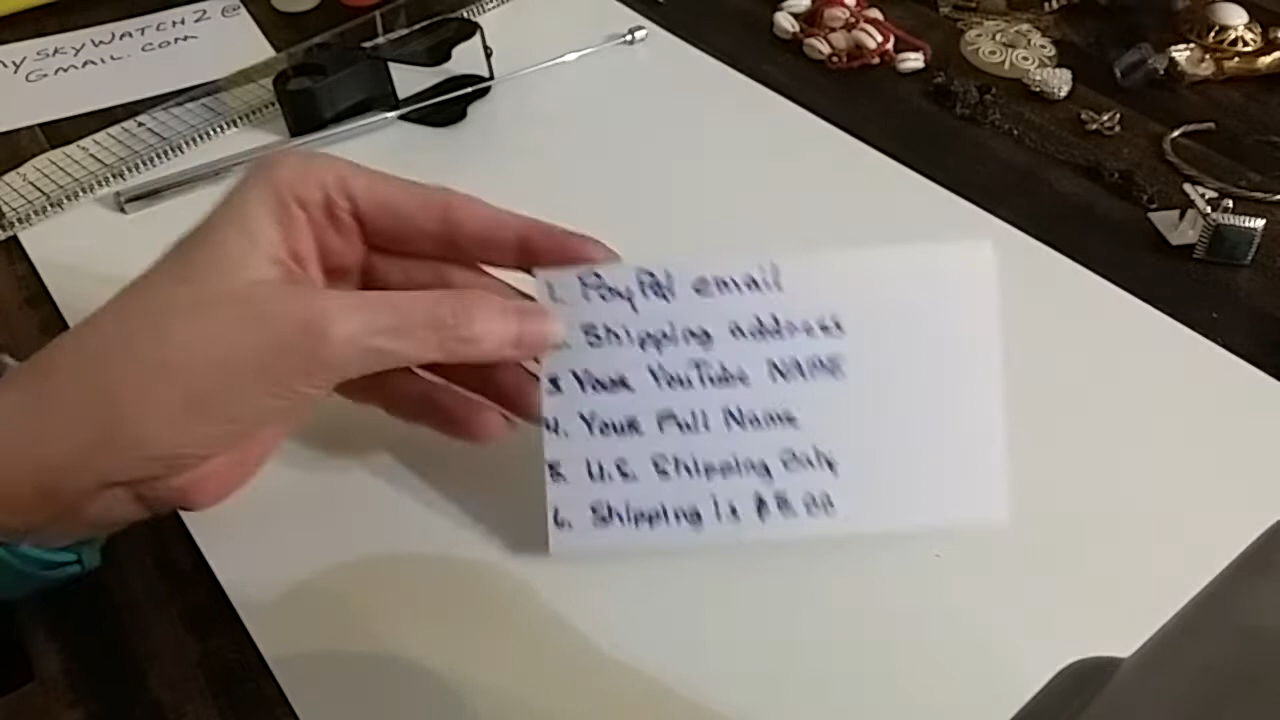 MYSKYWATCH2@
GMAIL.COM
1. PayPal email
Shipping address
3 Your YouTube NAME
4. Your Full Name
5. U.S. Shipping Only
6. Shipping is